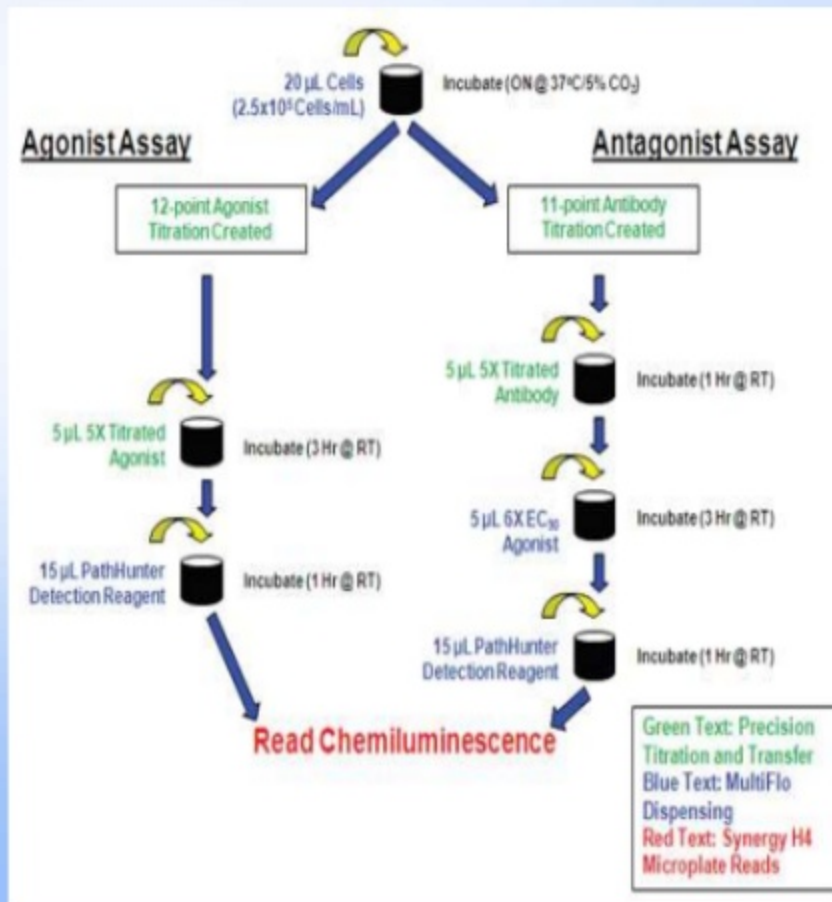 20 µL Cells
(2.5x10⁵ Cells/mL)
Incubate (ON @ 37ºC/5% CO₂)
Agonist Assay
12-point Agonist
Titration Created
5 µL 5X Titrated
Agonist
Incubate (3 Hr @ RT)
15 µL PathHunter
Detection Reagent
Incubate (1 Hr @ RT)
Antagonist Assay
11-point Antibody
Titration Created
5 µL 5X Titrated
Antibody
Incubate (1 Hr @ RT)
5 µL 6X
Agonist
Incubate (3 Hr @ RT)
15 µL PathHunter
Detection Reagent
Incubate (1 Hr @ RT)
Read Chemiluminescence
Green Text: Precision
Titration and Transfer
Blue Text: MultiFlo
Dispensing
Red Text: Synergy H4
Microplate Reads